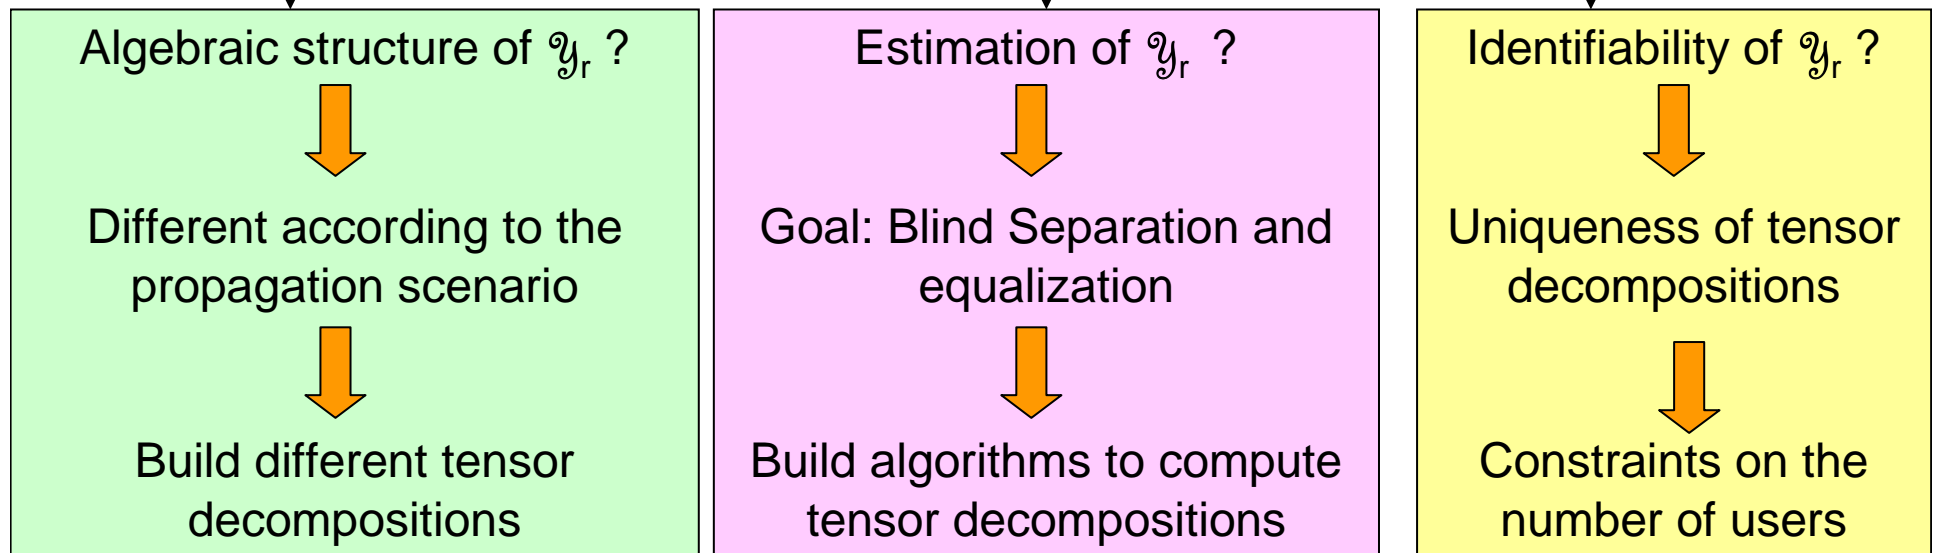 Algebraic structure of 𝒴r ?
Different according to the
propagation scenario
Build different tensor
decompositions
Estimation of 𝒴r ?
Goal: Blind Separation and
equalization
Build algorithms to compute
tensor decompositions
Identifiability of 𝒴r ?
Uniqueness of tensor
decompositions
Constraints on the
number of users